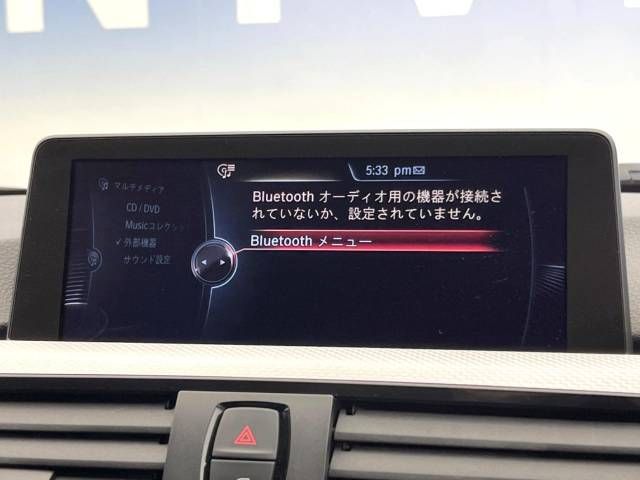 5:33 pm
マルチメディア
CD/DVD
Musicコレクシ
✓外部機器
サウンド設定
Bluetooth オーディオ用の機器が接続さ
れていないか、設定されていません。
Bluetooth メニュー